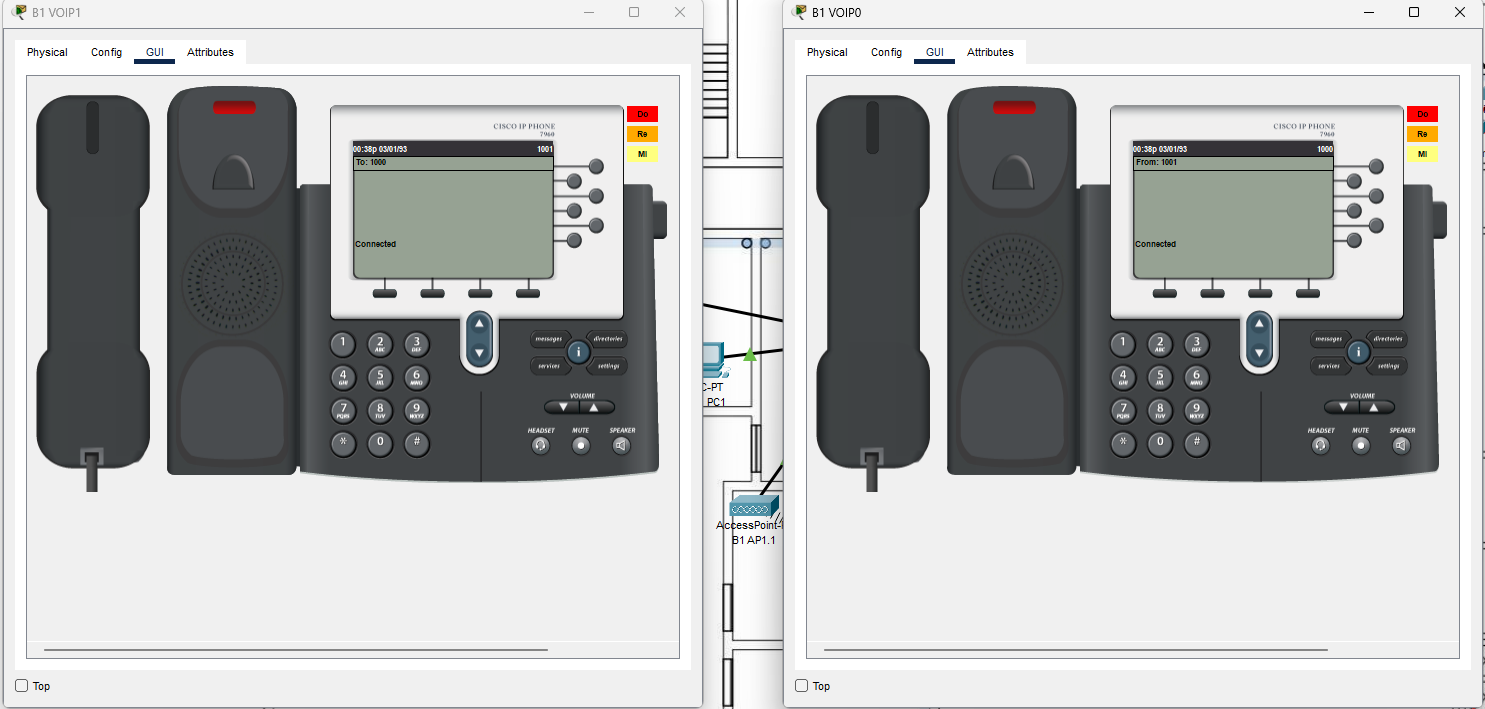 B1 VOIP1
Physical Config GUI Attributes
Do
Re
Mi
CISCO IP PHONE
7960
00:38p 03/01/93 1001
To: 1000
Connected
1 2 ABC 3 DEF
4 GHI 5 JKL 6 MNO
7 PQRS 8 TUV 9 WXYZ
* 0 #
messages directories
i
services settings
VOLUME
HEADSET MUTE SPEAKER
Top
C-PT
PC1
AccessPoint-
B1 AP1.1
B1 VOIP0
Physical Config GUI Attributes
Do
Re
Mi
CISCO IP PHONE
7960
00:38p 03/01/93 1000
From: 1001
Connected
1 2 ABC 3 DEF
4 GHI 5 JKL 6 MNO
7 PQRS 8 TUV 9 WXYZ
* 0 #
messages directories
i
services settings
VOLUME
HEADSET MUTE SPEAKER
Top